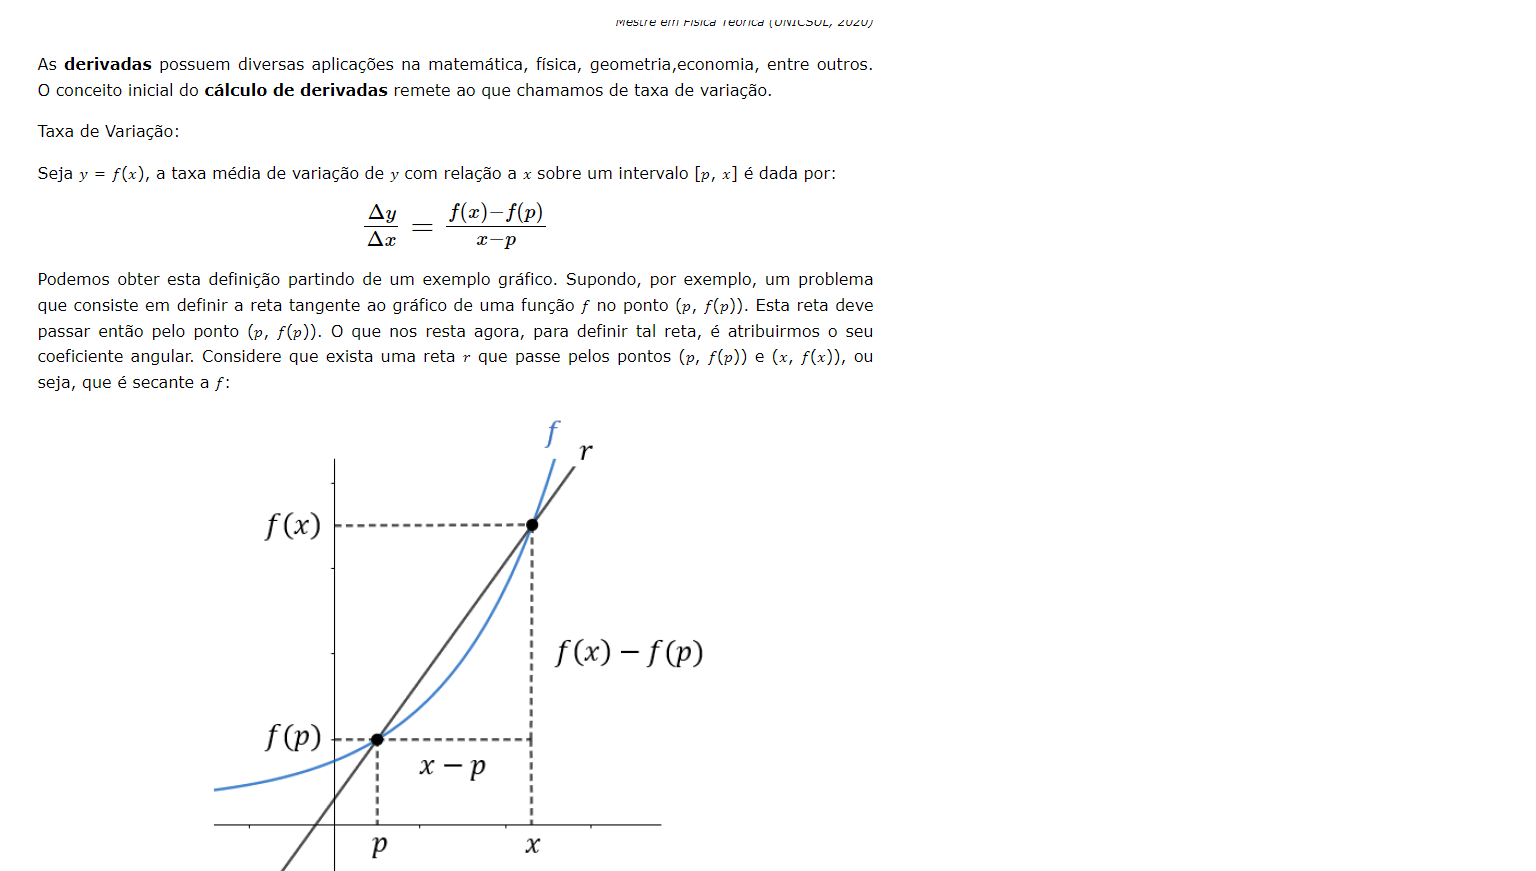 Mestre em Física Teórica (UNICSUL, 2020)
As derivadas possuem diversas aplicações na matemática, física, geometria,economia, entre outros.
O conceito inicial do cálculo de derivadas remete ao que chamamos de taxa de variação.
Taxa de Variação:
Seja y = f(x), a taxa média de variação de y com relação a x sobre um intervalo [p, x] é dada por:
Δy/Δx = f(x)−f(p)/x−p
Podemos obter esta definição partindo de um exemplo gráfico. Supondo, por exemplo, um problema
que consiste em definir a reta tangente ao gráfico de uma função f no ponto (p, f(p)). Esta reta deve
passar então pelo ponto (p, f(p)). O que nos resta agora, para definir tal reta, é atribuirmos o seu
coeficiente angular. Considere que exista uma reta r que passe pelos pontos (p, f(p)) e (x, f(x)), ou
seja, que é secante a f:
f
r
f(x)
f(x) − f(p)
f(p)
x − p
p
x